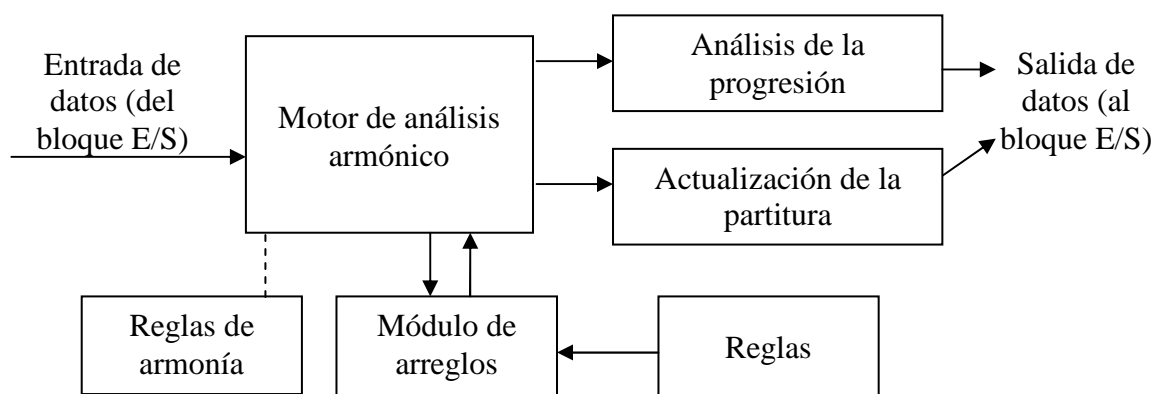 Entrada de
datos (del
bloque E/S)
Motor de análisis
armónico
Análisis de la
progresión
Actualización de la
partitura
Salida de
datos (al
bloque E/S)
Reglas de
armonía
Módulo de
arreglos
Reglas